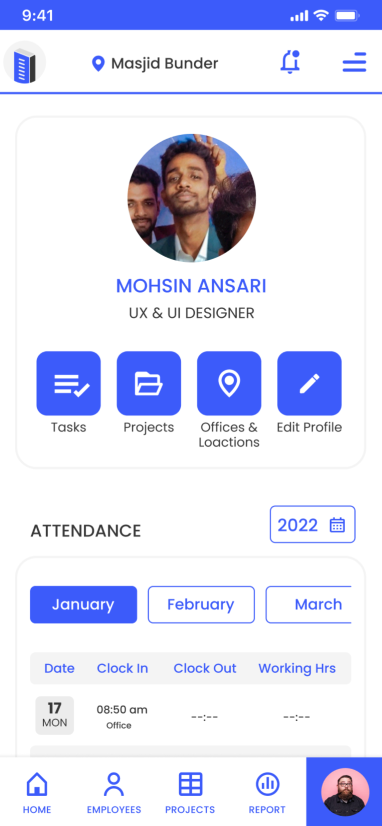 9:41
Masjid Bunder
MOHSIN ANSARI
UX & UI DESIGNER
Tasks
Projects
Offices &
Loactions
Edit Profile
ATTENDANCE
2022
January
February
March
Date
Clock In
Clock Out
Working Hrs
17
MON
08:50 am
Office
--:--
--:--
HOME
EMPLOYEES
PROJECTS
REPORT